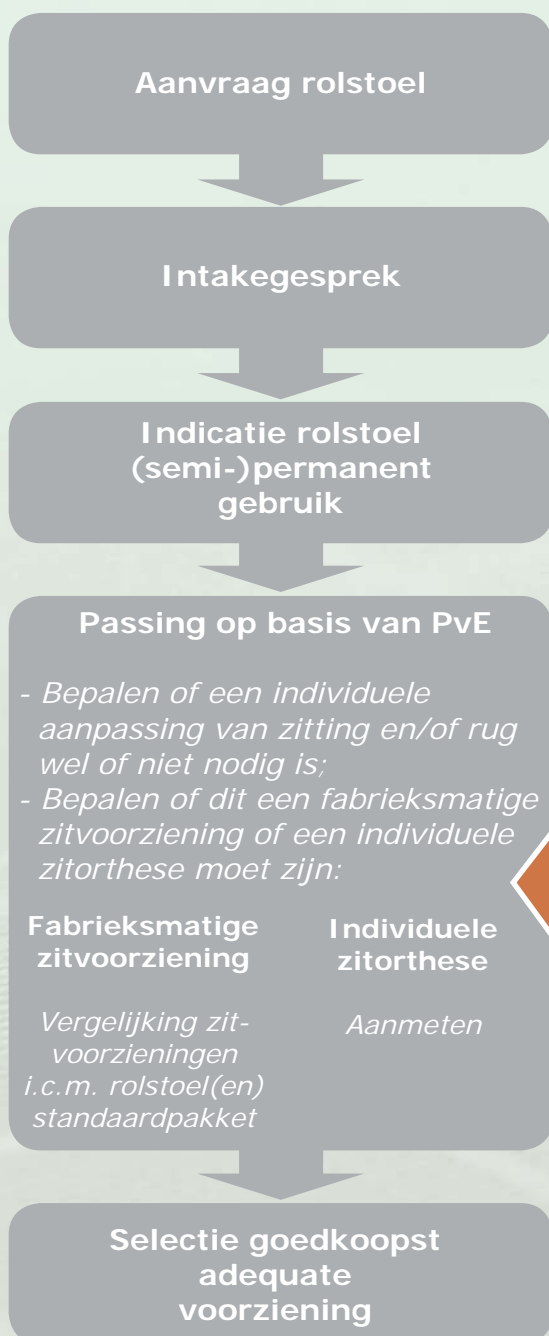 Aanvraag rolstoel
Intakegesprek
Indicatie rolstoel
(semi-)permanent
gebruik
Passing op basis van PvE
- Bepalen of een individuele
aanpassing van zitting en/of rug
wel of niet nodig is;
- Bepalen of dit een fabrieksmatige
zitvoorziening of een individuele
zitorthese moet zijn:
Fabrieksmatige
zitvoorziening
Vergelijking zit-
voorzieningen
i.c.m. rolstoel(en)
standaardpakket
Individuele
zitorthese
Aanmeten
Selectie goedkoopst
adequate
voorziening